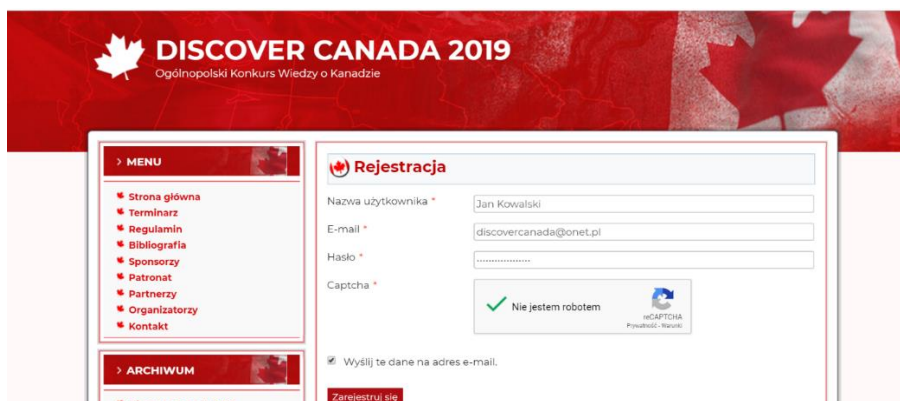 DISCOVER CANADA 2019
Ogólnopolski Konkurs Wiedzy o Kanadzie
> MENU
Strona główna
Terminarz
Regulamin
Bibliografia
Sponsorzy
Patronat
Partnerzy
Organizatorzy
Kontakt
> ARCHIWUM
Rejestracja
Nazwa użytkownika * Jan Kowalski
E-mail * discovercanada@onet.pl
Hasło * ..................
Captcha *
Nie jestem robotem
reCAPTCHA
Prywatność - Warunki
Wyślij te dane na adres e-mail.
Zarejestruj się